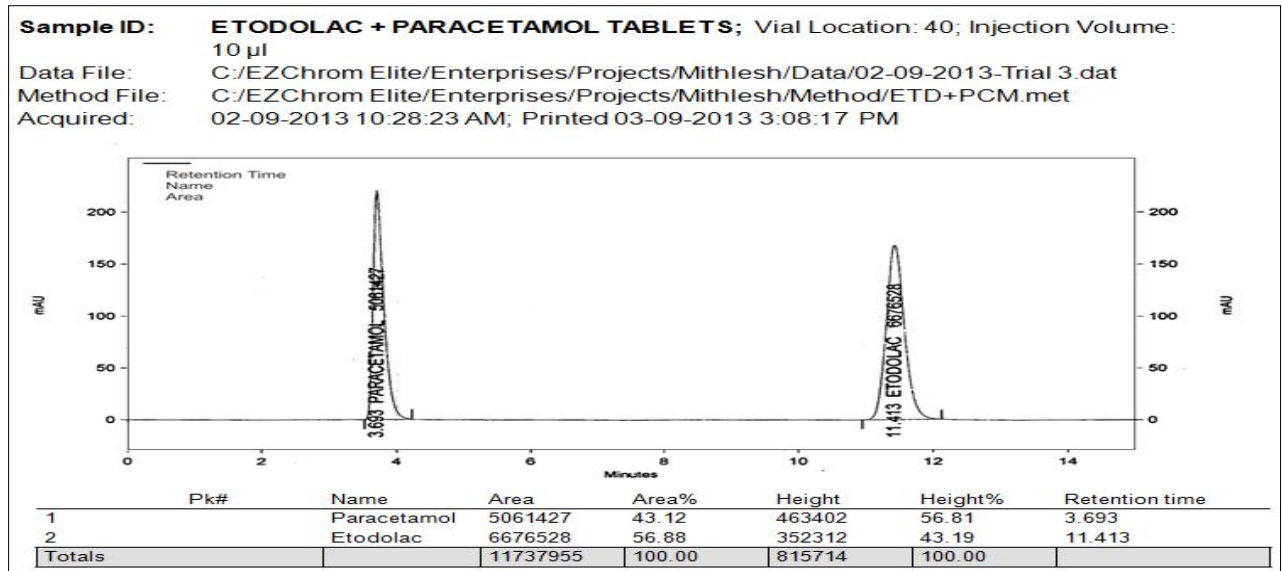 Sample ID: ETODOLAC + PARACETAMOL TABLETS; Vial Location: 40; Injection Volume:
10 µl
Data File: C:/EZChrom Elite/Enterprises/Projects/Mithlesh/Data/02-09-2013-Trial 3.dat
Method File: C:/EZChrom Elite/Enterprises/Projects/Mithlesh/Method/ETD+PCM.met
Acquired: 02-09-2013 10:28:23 AM; Printed 03-09-2013 3:08:17 PM
Retention Time
Name
Area
200 200
150 150
mAU 100 100 mAU
50 50
0 0
3.693 PARACETAMOL 5061427
11.413 ETODOLAC 6676528
0 2 4 6 8 10 12 14
Minutes
Pk# Name Area Area% Height Height% Retention time
1 Paracetamol 5061427 43.12 463402 56.81 3.693
2 Etodolac 6676528 56.88 352312 43.19 11.413
Totals 11737955 100.00 815714 100.00